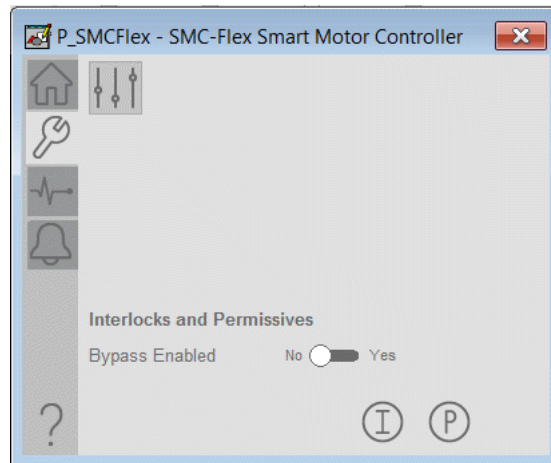 P_SMCFlex - SMC-Flex Smart Motor Controller
Interlocks and Permissives
Bypass Enabled No Yes
? I P